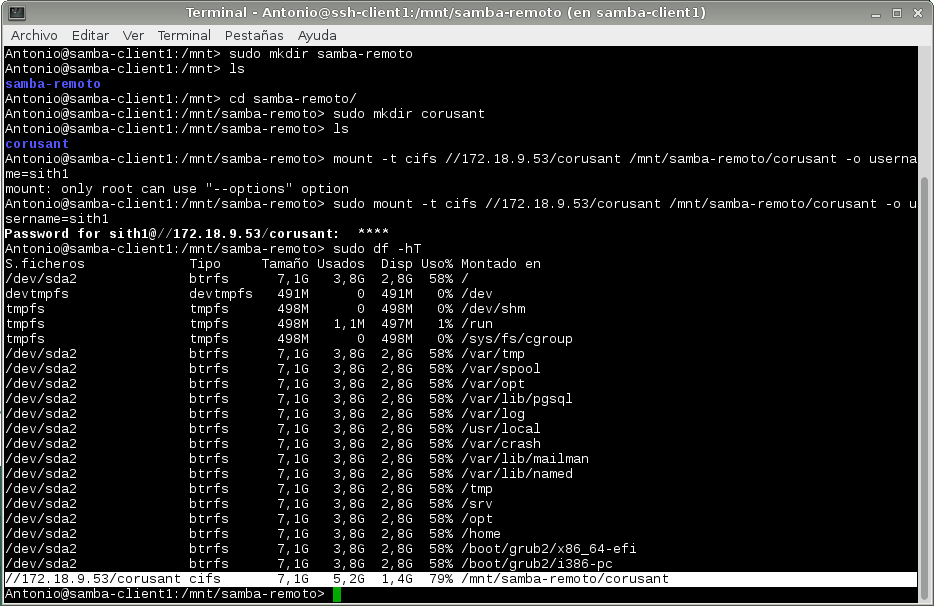 Terminal - Antonio@ssh-client1:/mnt/samba-remoto (en samba-client1)
Archivo Editar Ver Terminal Pestañas Ayuda
Antonio@samba-client1:/mnt> sudo mkdir samba-remoto
Antonio@samba-client1:/mnt> ls
samba-remoto
Antonio@samba-client1:/mnt> cd samba-remoto/
Antonio@samba-client1:/mnt/samba-remoto> sudo mkdir corusant
Antonio@samba-client1:/mnt/samba-remoto> ls
corusant
Antonio@samba-client1:/mnt/samba-remoto> mount -t cifs //172.18.9.53/corusant /mnt/samba-remoto/corusant -o userna
me=sith1
mount: only root can use "--options" option
Antonio@samba-client1:/mnt/samba-remoto> sudo mount -t cifs //172.18.9.53/corusant /mnt/samba-remoto/corusant -o u
sername=sith1
Password for sith1@//172.18.9.53/corusant:  ****
Antonio@samba-client1:/mnt/samba-remoto> sudo df -hT
S.ficheros             Tipo     Tamaño Usados  Disp Uso% Montado en
/dev/sda2              btrfs      7,1G   3,8G  2,8G  58% /
devtmpfs               devtmpfs   491M      0  491M   0% /dev
tmpfs                  tmpfs      498M      0  498M   0% /dev/shm
tmpfs                  tmpfs      498M   1,1M  497M   1% /run
tmpfs                  tmpfs      498M      0  498M   0% /sys/fs/cgroup
/dev/sda2              btrfs      7,1G   3,8G  2,8G  58% /var/tmp
/dev/sda2              btrfs      7,1G   3,8G  2,8G  58% /var/spool
/dev/sda2              btrfs      7,1G   3,8G  2,8G  58% /var/opt
/dev/sda2              btrfs      7,1G   3,8G  2,8G  58% /var/lib/pgsql
/dev/sda2              btrfs      7,1G   3,8G  2,8G  58% /var/log
/dev/sda2              btrfs      7,1G   3,8G  2,8G  58% /usr/local
/dev/sda2              btrfs      7,1G   3,8G  2,8G  58% /var/crash
/dev/sda2              btrfs      7,1G   3,8G  2,8G  58% /var/lib/mailman
/dev/sda2              btrfs      7,1G   3,8G  2,8G  58% /var/lib/named
/dev/sda2              btrfs      7,1G   3,8G  2,8G  58% /tmp
/dev/sda2              btrfs      7,1G   3,8G  2,8G  58% /srv
/dev/sda2              btrfs      7,1G   3,8G  2,8G  58% /opt
/dev/sda2              btrfs      7,1G   3,8G  2,8G  58% /home
/dev/sda2              btrfs      7,1G   3,8G  2,8G  58% /boot/grub2/x86_64-efi
/dev/sda2              btrfs      7,1G   3,8G  2,8G  58% /boot/grub2/i386-pc
//172.18.9.53/corusant cifs       7,1G   5,2G  1,4G  79% /mnt/samba-remoto/corusant
Antonio@samba-client1:/mnt/samba-remoto>